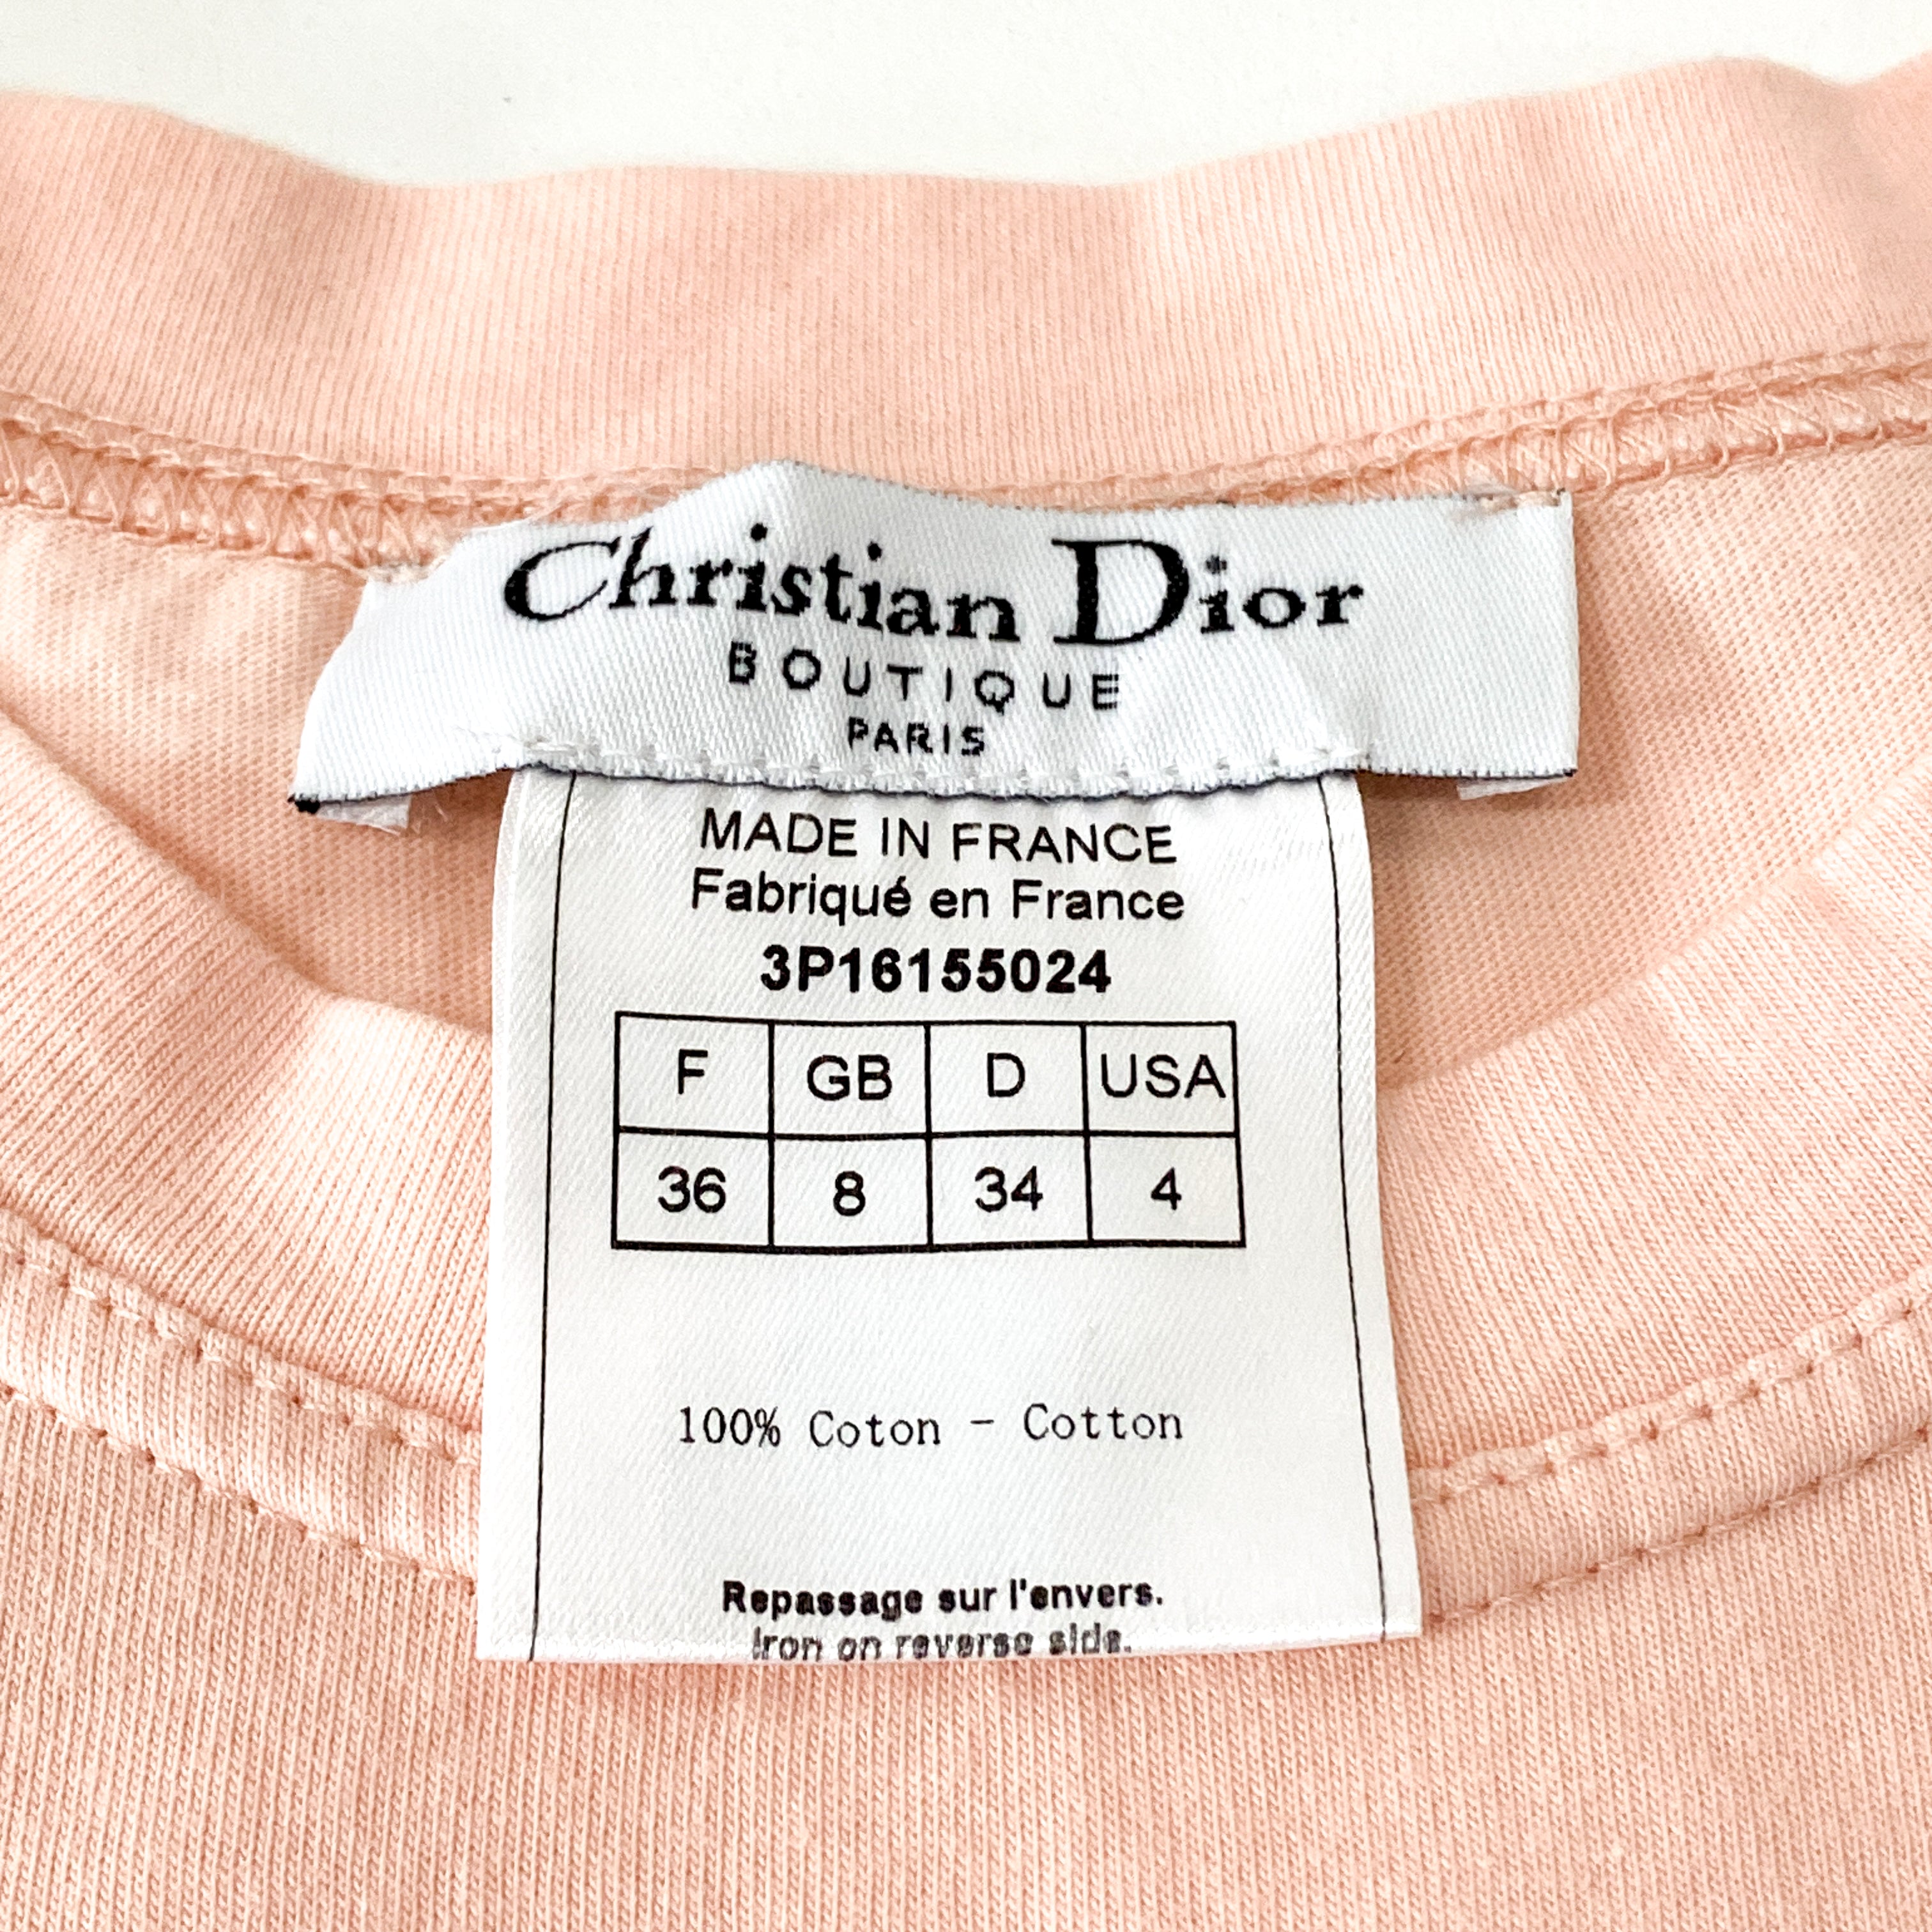 Christian Dior
BOUTIQUE
PARIS
MADE IN FRANCE
Fabriqué en France
3P16155024
F GB D USA
36 8 34 4
100% Coton - Cotton
Repassage sur l'envers.
Iron on reverse side.